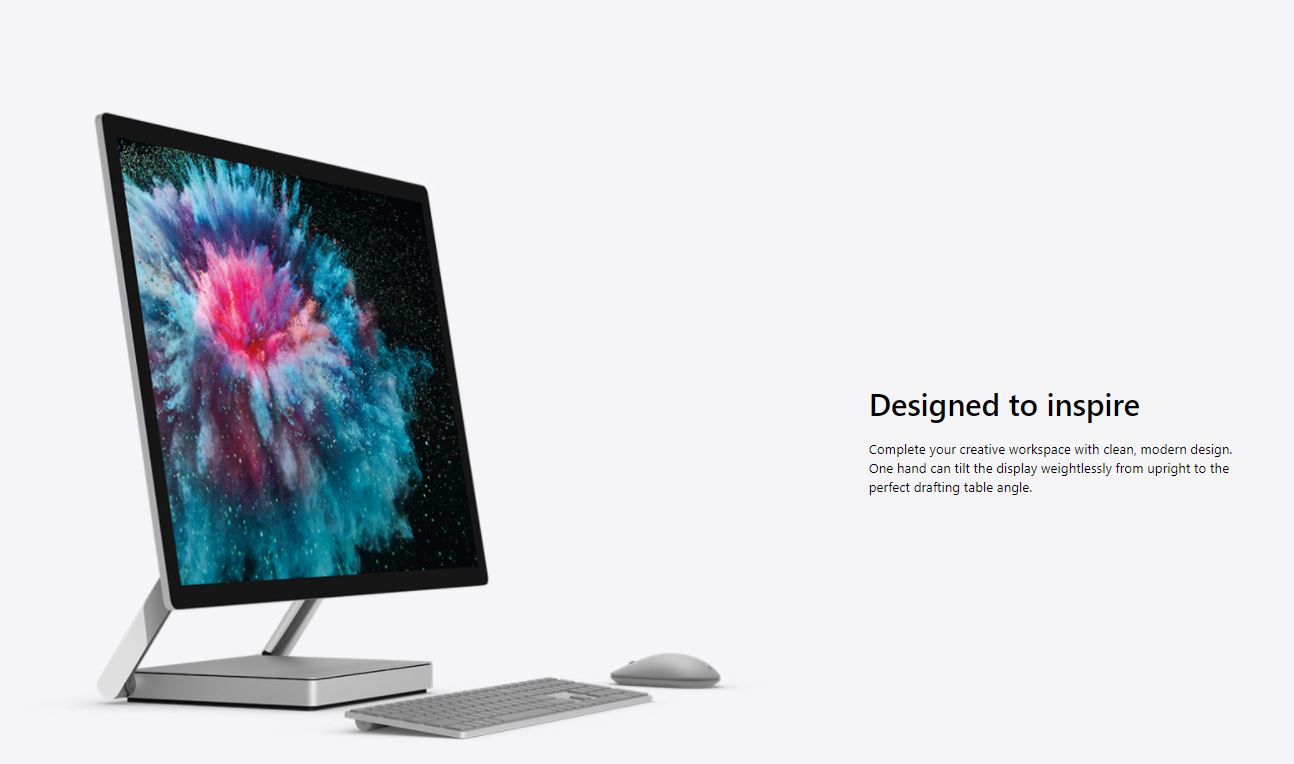 Designed to inspire
Complete your creative workspace with clean, modern design.
One hand can tilt the display weightlessly from upright to the
perfect drafting table angle.